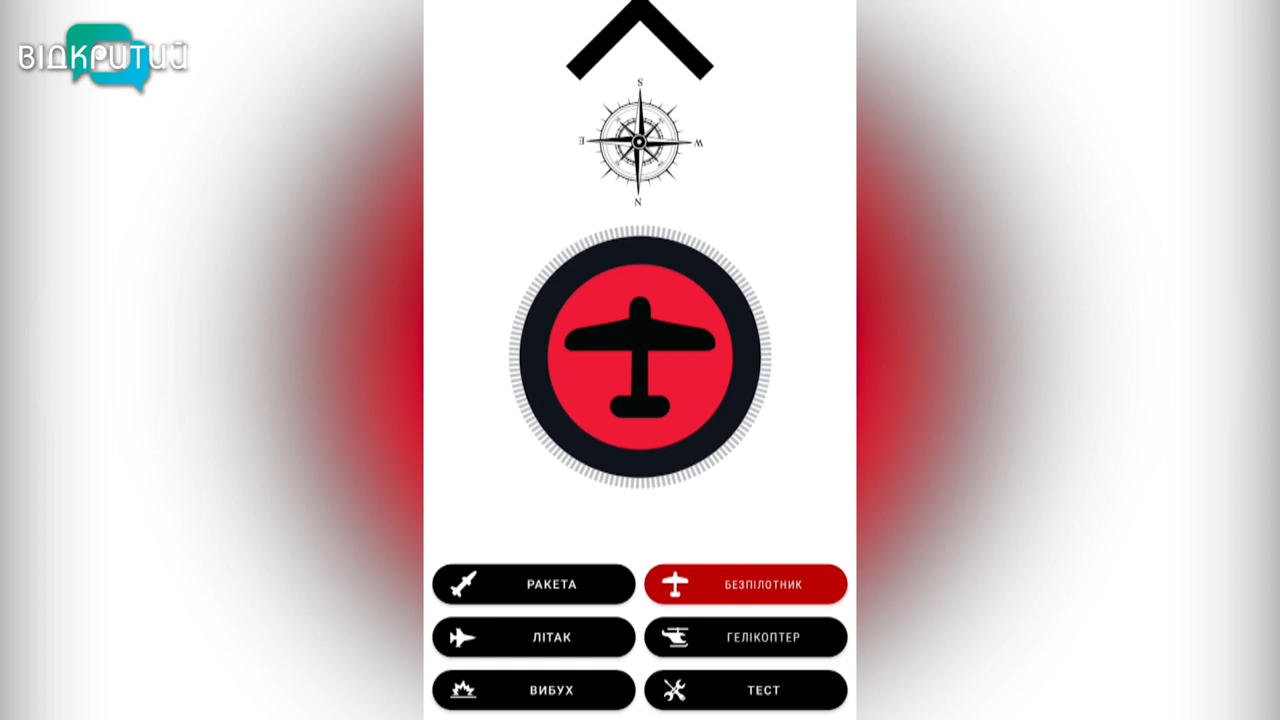 ВІДКРИТИЙ
S
E
W
N
РАКЕТА
БЕЗПІЛОТНИК
ЛІТАК
ГЕЛІКОПТЕР
ВИБУХ
ТЕСТ